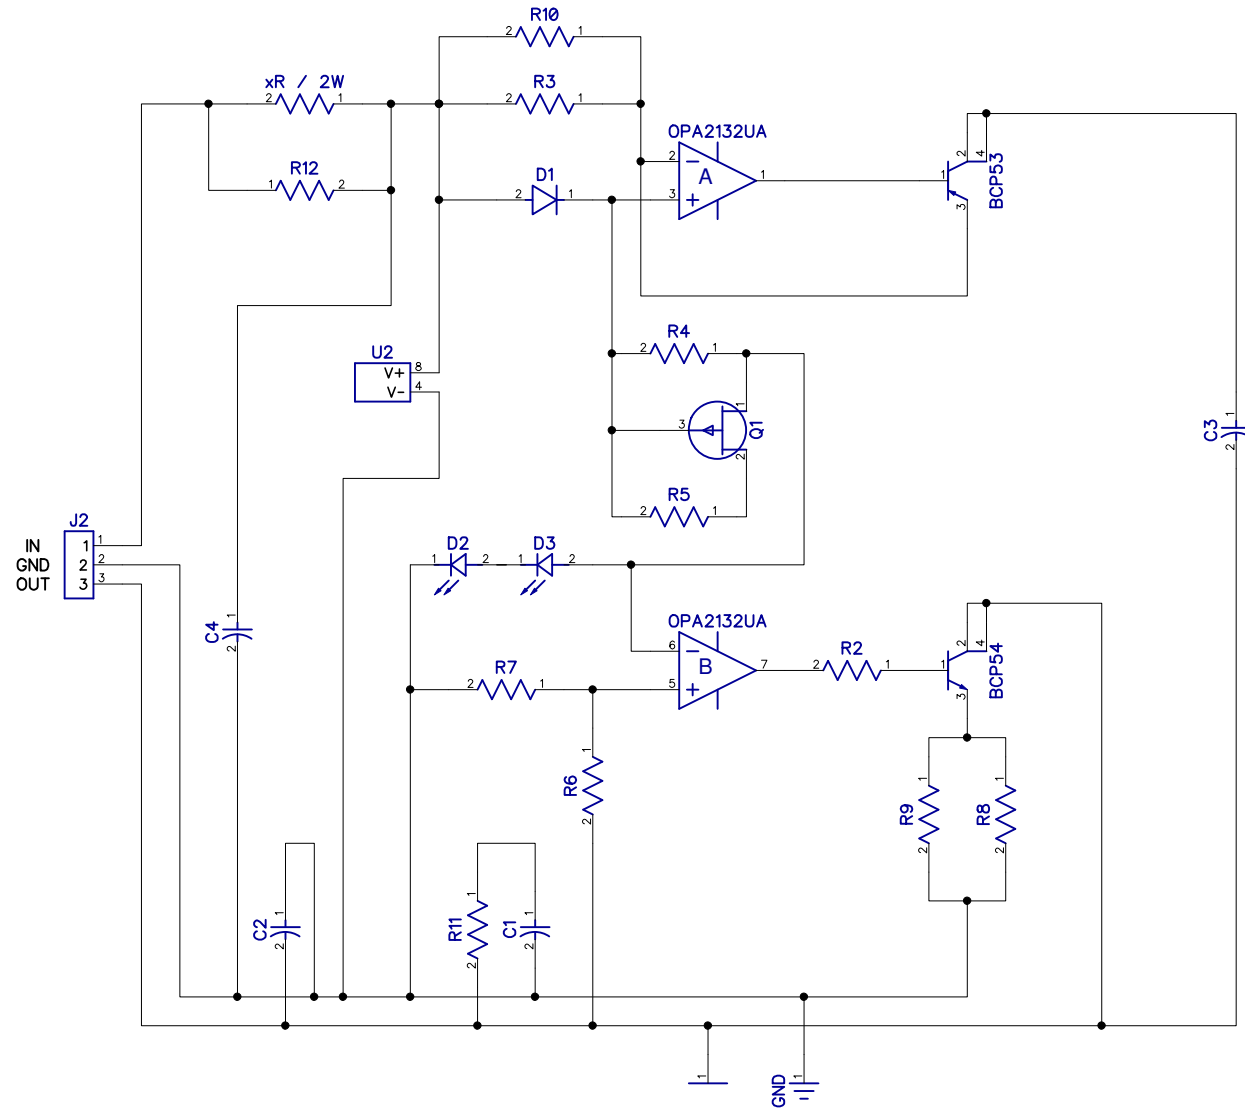 R10
2 1
xR / 2W
2 1
R3
2 1
OPA2132UA
2
A
1
3
R12
1 2
D1
2 1
2 4
1
3
BCP53
R4
2 1
U2
V+ 8
V- 4
1
3
2
Q1
C3
1
2
R5
2 1
J2
IN 1 1
GND 2 2
OUT 3 3
D2
1 2
D3
1 2
C4
1
2
OPA2132UA
6
B
7
5
R2
2 1
2 4
1
3
BCP54
R7
2 1
R6
1
2
R9
1
2
R8
1
2
C2
1
2
R11
1
2
C1
1
2
1
GND
1